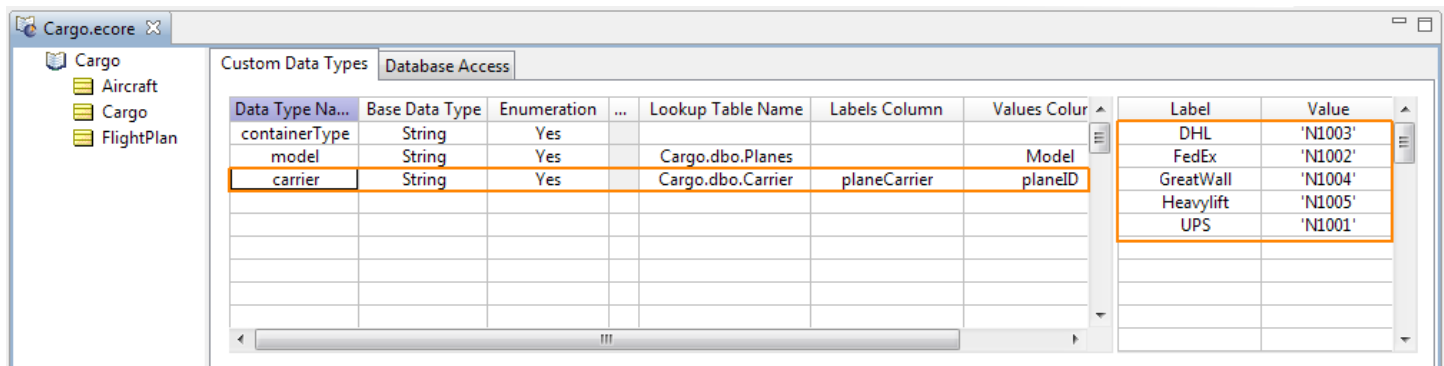 Cargo.ecore
Cargo
Aircraft
Cargo
FlightPlan
Custom Data Types Database Access
Data Type Na... Base Data Type Enumeration ... Lookup Table Name Labels Column Values Colur
containerType String Yes
model String Yes Cargo.dbo.Planes Model
carrier String Yes Cargo.dbo.Carrier planeCarrier planeID
Label Value
DHL 'N1003'
FedEx 'N1002'
GreatWall 'N1004'
Heavylift 'N1005'
UPS 'N1001'